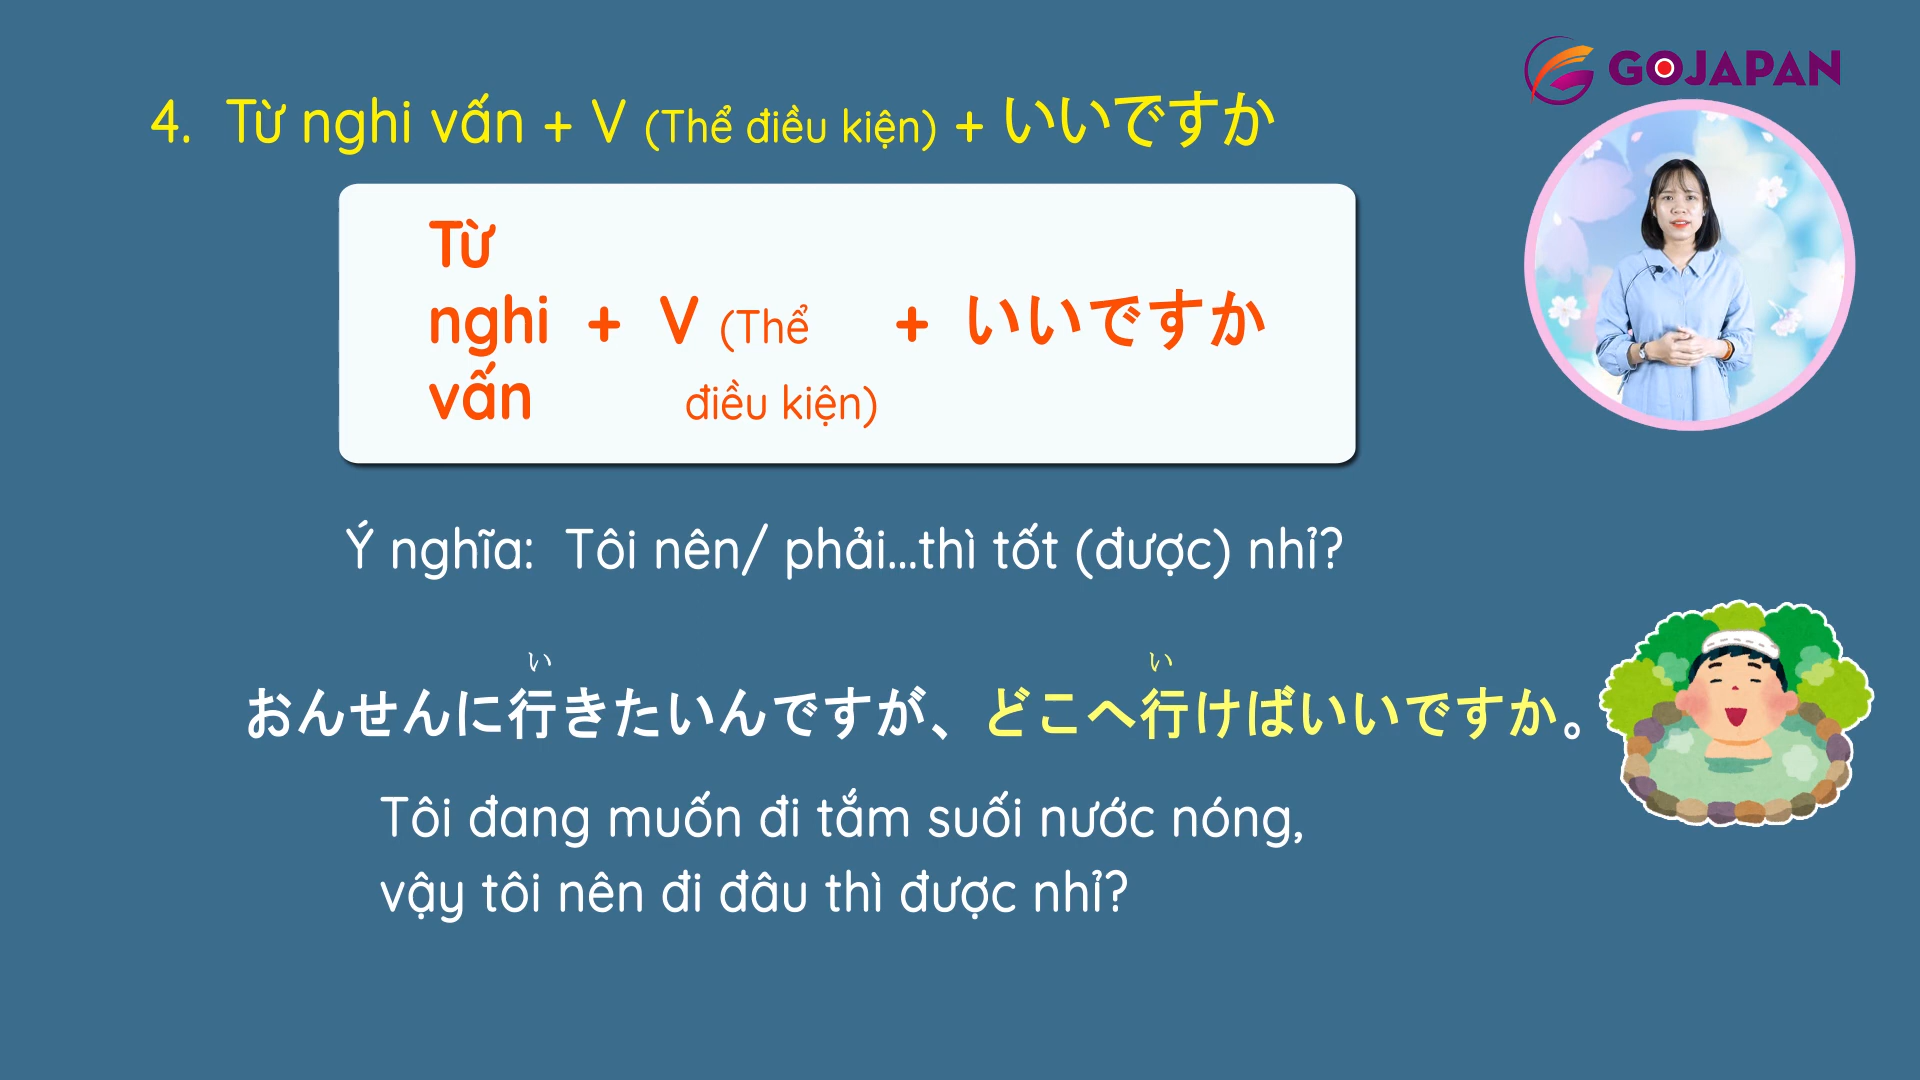 GOJAPAN
4. Từ nghi vấn + V (Thể điều kiện) + いいですか
Từ
nghi + V (Thể + いいですか
vấn điều kiện)
Ý nghĩa: Tôi nên/ phải...thì tốt (được) nhỉ?
い い
おんせんに行きたいんですが、どこへ行けばいいですか。
Tôi đang muốn đi tắm suối nước nóng,
vậy tôi nên đi đâu thì được nhỉ?